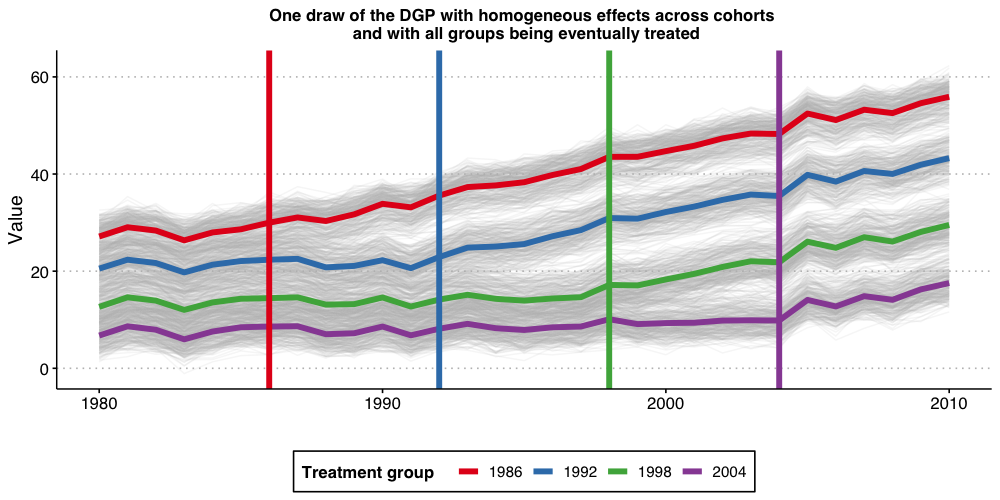 One draw of the DGP with homogeneous effects across cohorts
and with all groups being eventually treated
Value
60
40
20
0
1980 1990 2000 2010
Treatment group 1986 1992 1998 2004